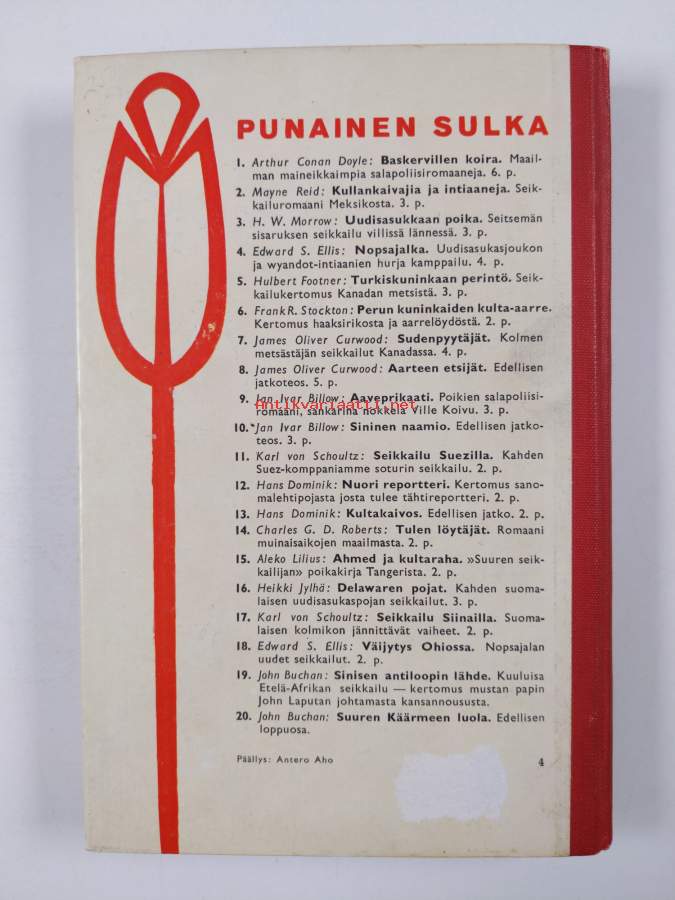 PUNAINEN SULKA
1. Arthur Conan Doyle: Baskervillen koira. Maail-
man maineikkaimpia salapoliisiromaaneja. 6. p.
2. Mayne Reid: Kullankaivajia ja intiaaneja. Seik-
kailuromaani Meksikosta. 3. p.
3. H. W. Morrow: Uudisasukkaan poika. Seitsemän
sisaruksen seikkailu villissä lännessä. 3. p.
4. Edward S. Ellis: Nopsajalka. Uudisasukasjoukon
ja wyandot-intiaanien hurja kamppailu. 4. p.
5. Hulbert Footner: Turkiskuninkaan perintö. Seik-
kailukertomus Kanadan metsistä. 3. p.
6. Frank R. Stockton: Perun kuninkaiden kulta-aarre.
Kertomus haaksirikosta ja aarrelöydöstä. 2. p.
7. James Oliver Curwood: Sudenpyytäjät. Kolmen
metsästäjän seikkailut Kanadassa. 4. p.
8. James Oliver Curwood: Aarteen etsijät. Edellisen
jatkoteos. 5. p.
9. Jan Ivar Billow: Aaveprikaati. Poikien salapoliisi-
antikvariaatti.net
romaani, sankarina nokkela Ville Koivu. 3. p.
10. Jan Ivar Billow: Sininen naamio. Edellisen jatko-
teos. 3. p.
11. Karl von Schoultz: Seikkailu Suezilla. Kahden
Suez-komppaniamme soturin seikkailu. 2. p.
12. Hans Dominik: Nuori reportteri. Kertomus sano-
malehtipojasta josta tulee tähtireportteri. 2. p.
13. Hans Dominik: Kultakaivos. Edellisen jatko. 2. p.
14. Charles G. D. Roberts: Tulen löytäjät. Romaani
muinaisaikojen maailmasta. 2. p.
15. Aleko Lilius: Ahmed ja kultaraha. »Suuren seik-
kailijan» poikakirja Tangerista. 2. p.
16. Heikki Jylhä: Delawaren pojat. Kahden suoma-
laisen uudisasukaspojan seikkailut. 3. p.
17. Karl von Schoultz: Seikkailu Siinailla. Suoma-
laisen kolmikon jännittävät vaiheet. 2. p.
18. Edward S. Ellis: Väijytys Ohiossa. Nopsajalan
uudet seikkailut. 2. p.
19. John Buchan: Sinisen antiloopin lähde. Kuuluisa
Etelä-Afrikan seikkailu — kertomus mustan papin
John Laputan johtamasta kansannoususta.
20. John Buchan: Suuren Käärmeen luola. Edellisen
loppuosa.
Päällys: Antero Aho 4